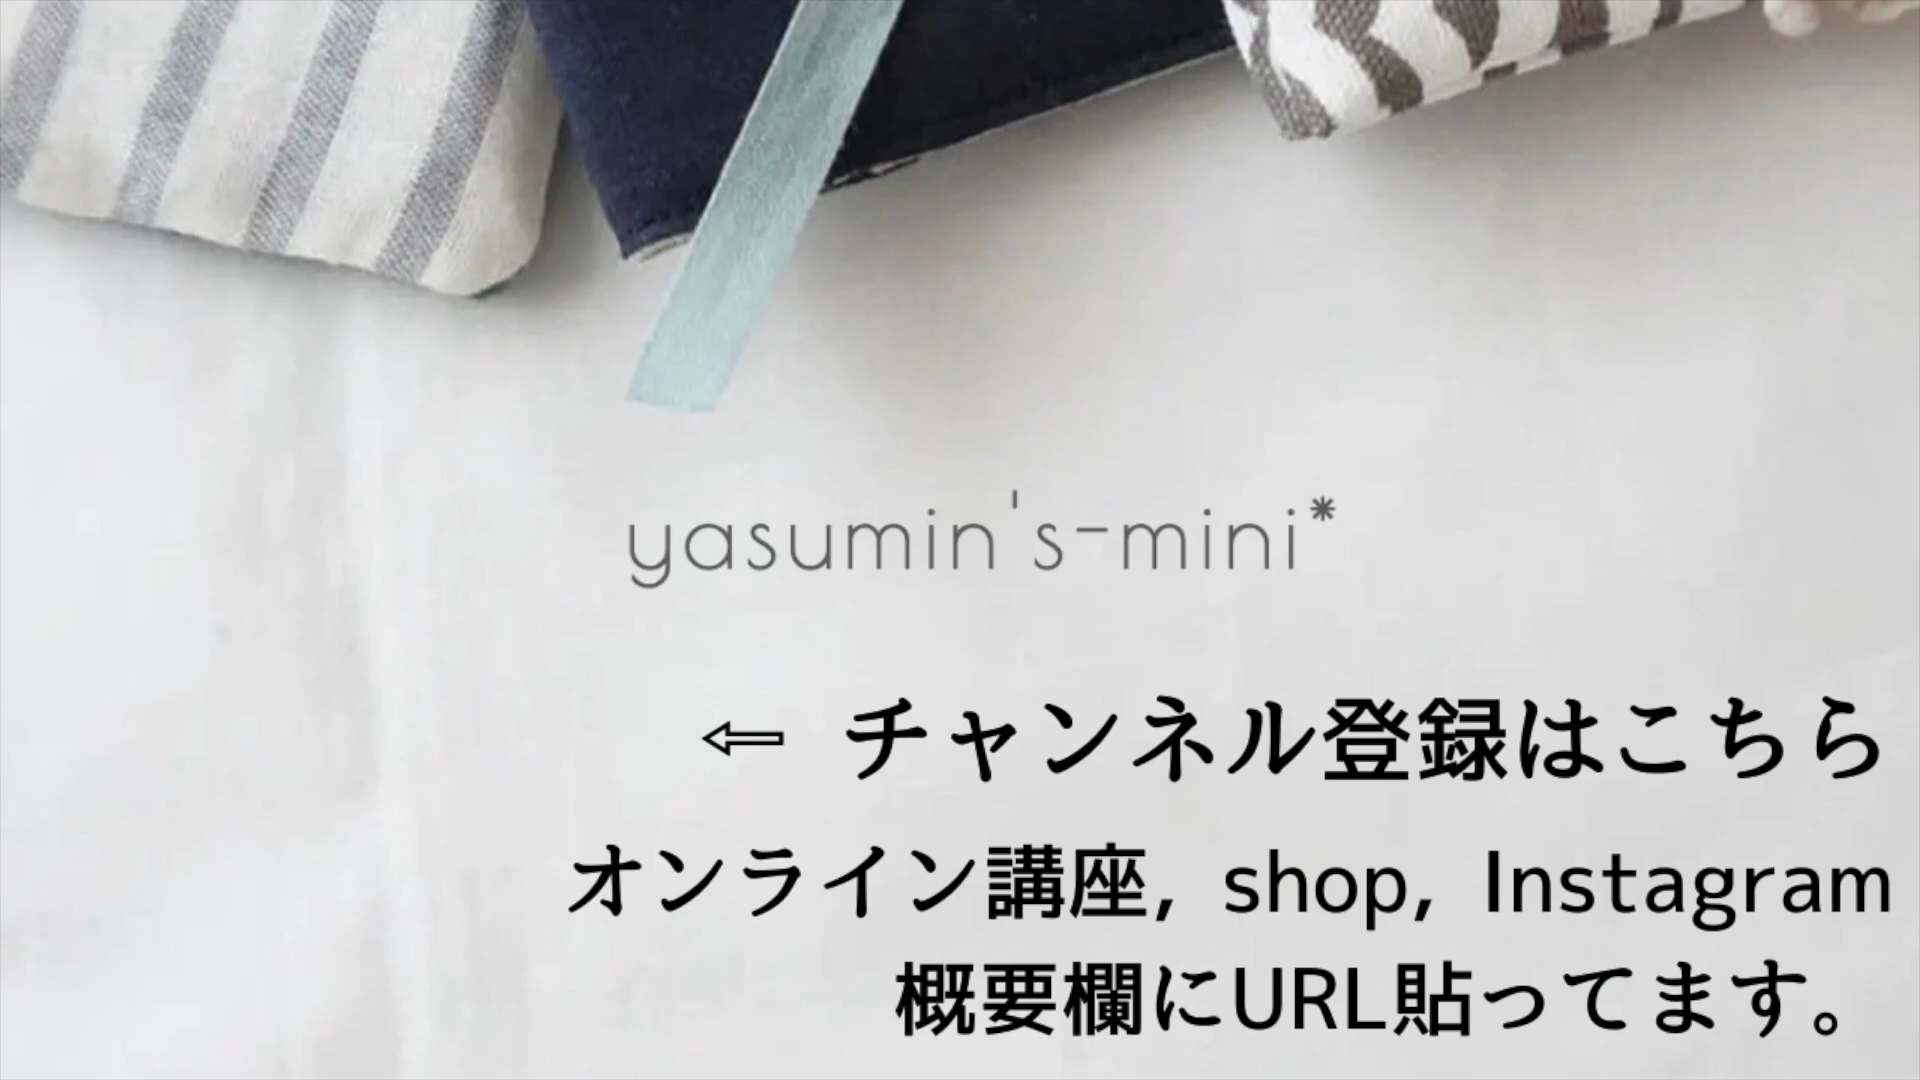 yasumin's-mini*
⇦ チャンネル登録はこちら
オンライン講座, shop, Instagram
概要欄にURL貼ってます。